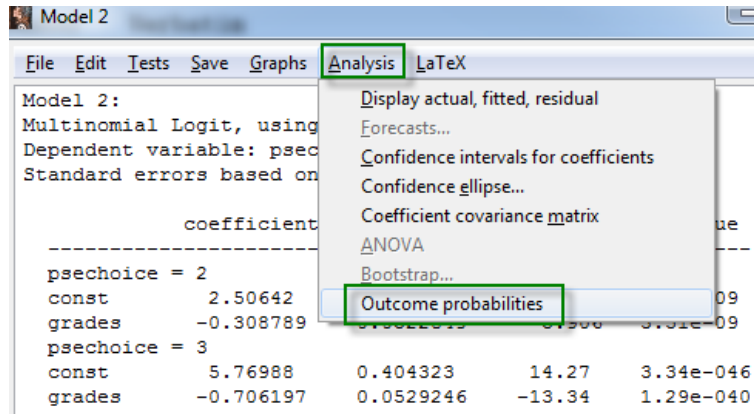 Model 2
File Edit Tests Save Graphs Analysis LaTeX
Model 2:
Multinomial Logit, using
Dependent variable: psec
Standard errors based on
Display actual, fitted, residual
Forecasts...
Confidence intervals for coefficients
Confidence ellipse...
Coefficient covariance matrix
ANOVA
Bootstrap...
Outcome probabilities
coefficient ue
psechoice = 2
const 2.50642 09
grades -0.308789
psechoice = 3
const 5.76988 0.404323 14.27 3.34e-046
grades -0.706197 0.0529246 -13.34 1.29e-040